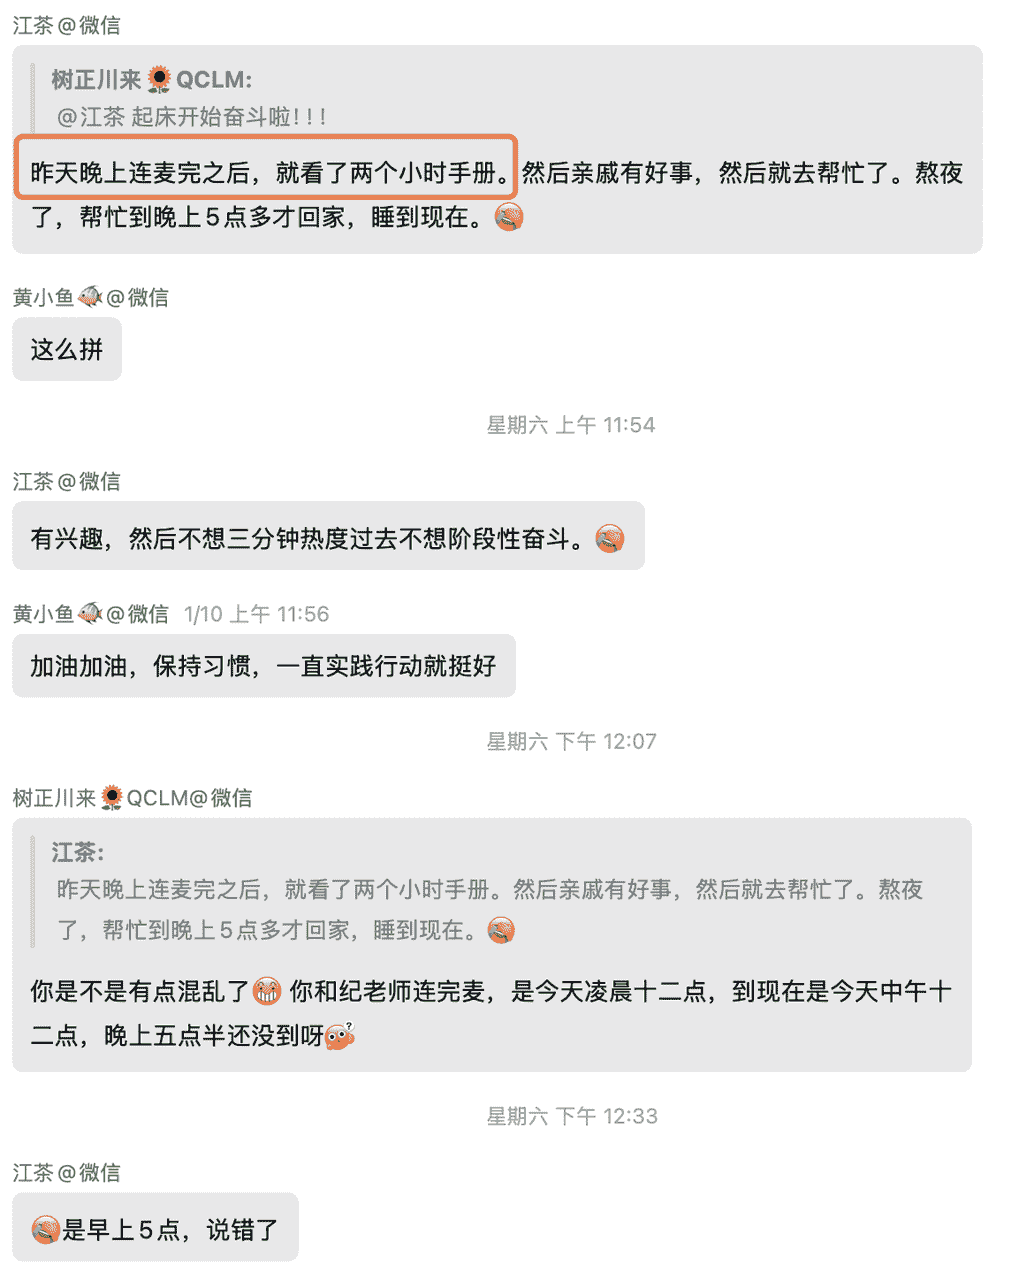 江茶@微信
树正川来🌻QCLM:
@江茶 起床开始奋斗啦！！！
昨天晚上连麦完之后，就看了两个小时手册。然后亲戚有好事，然后就去帮忙了。熬夜
了，帮忙到晚上5点多才回家，睡到现在。
黄小鱼🐠@微信
这么拼
星期六 上午 11:54
江茶@微信
有兴趣，然后不想三分钟热度过去不想阶段性奋斗。
黄小鱼🐠@微信 1/10 上午 11:56
加油加油，保持习惯，一直实践行动就挺好
星期六 下午 12:07
树正川来🌻QCLM@微信
江茶:
昨天晚上连麦完之后，就看了两个小时手册。然后亲戚有好事，然后就去帮忙了。熬夜
了，帮忙到晚上5点多才回家，睡到现在。
你是不是有点混乱了😁 你和纪老师连完麦，是今天凌晨十二点，到现在是今天中午十
二点，晚上五点半还没到呀
星期六 下午 12:33
江茶@微信
是早上5点，说错了